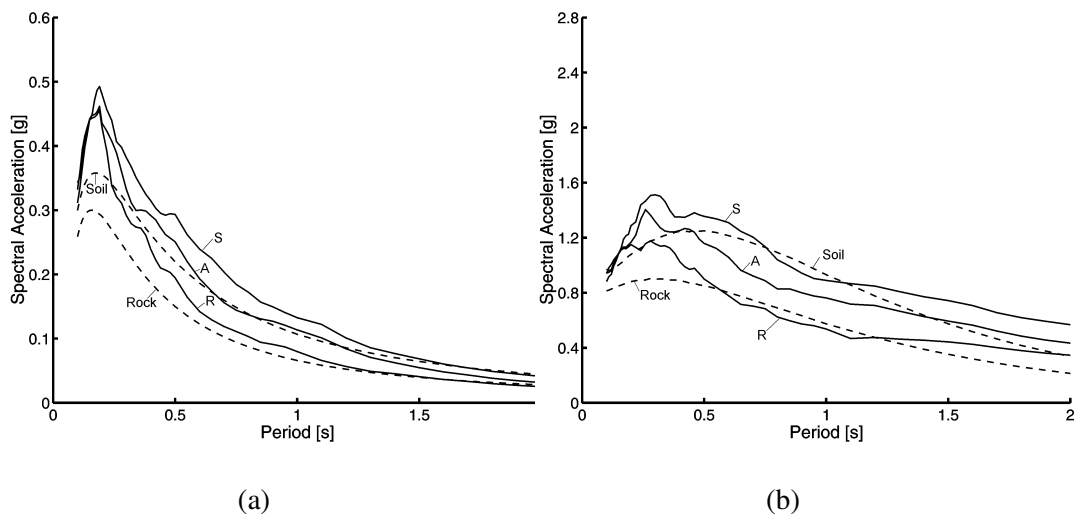 0.6
0.5
0.4
0.3
0.2
0.1
0
Spectral Acceleration [g]
S
Soil
A
Rock
R
0 0.5 1 1.5
Period [s]
(a)
2.8
2.4
2
1.6
1.2
0.8
0.4
0
Spectral Acceleration [g]
S
Soil
A
Rock
R
0 0.5 1 1.5 2
Period [s]
(b)